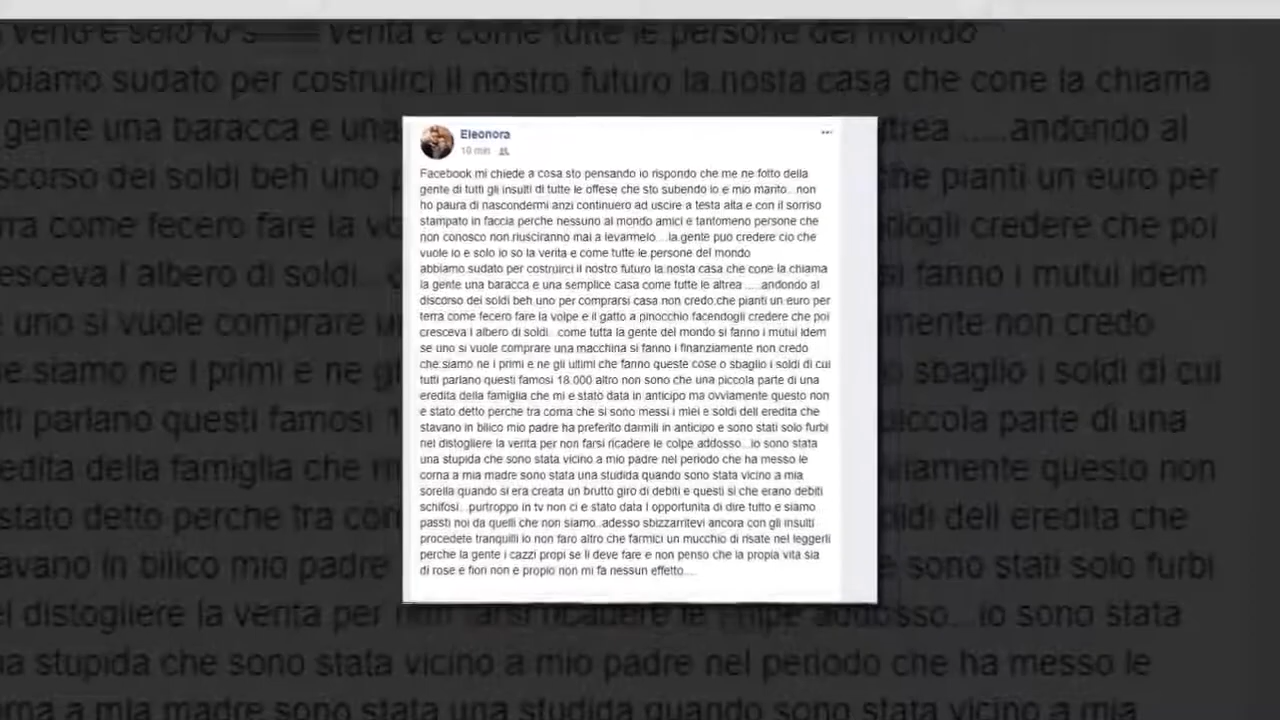 Eleonora
10 min
Facebook mi chiede a cosa sto pensando io rispondo che me ne fotto della
gente di tutti gli insulti di tutte le offese che sto subendo io e mio marito...non
ho paura di nascondermi anzi continuero ad uscire a testa alta e con il sorriso
stampato in faccia perche nessuno al mondo amici e tantomeno persone che
non conosco non riusciranno mai a levarmelo....la gente puo credere cio che
vuole io e solo io so la verita e come tutte le persone del mondo
abbiamo sudato per costruirci il nostro futuro la nosta casa che cone la chiama
la gente una baracca e una semplice casa come tutte le altrea ......andondo al
discorso dei soldi beh uno per comprarsi casa non credo che pianti un euro per
terra come fecero fare la volpe e il gatto a pinocchio facendogli credere che poi
cresceva l albero di soldi...come tutta la gente del mondo si fanno i mutui idem
se uno si vuole comprare una macchina si fanno i finanziamente non credo
che siamo ne i primi e ne gli ultimi che fanno queste cose o sbaglio i soldi di cui
tutti parlano questi famosi 18.000 altro non sono che una piccola parte di una
eredita della famiglia che mi e stato data in anticipo ma ovviamente questo non
e stato detto perche tra corna che si sono messi i miei e soldi dell eredita che
stavano in bilico mio padre ha preferito darmili in anticipo e sono stati solo furbi
nel distogliere la verita per non farsi ricadere le colpe addosso...io sono stata
una stupida che sono stata vicino a mio padre nel periodo che ha messo le
corna a mia madre sono stata una studida quando sono stata vicino a mia
sorella quando si era creata un brutto giro di debiti e questi si che erano debiti
schifosi...purtroppo in tv non ci e stato data l opportunita di dire tutto e siamo
passti noi da quelli che non siamo..adesso sbizzarritevi ancora con gli insulti
procedete tranquilli io non faro altro che farmici un mucchio di risate nel leggerli
perche la gente i cazzi propi se li deve fare e non penso che la propia vita sia
di rose e fiori non e propio non mi fa nessun effetto....